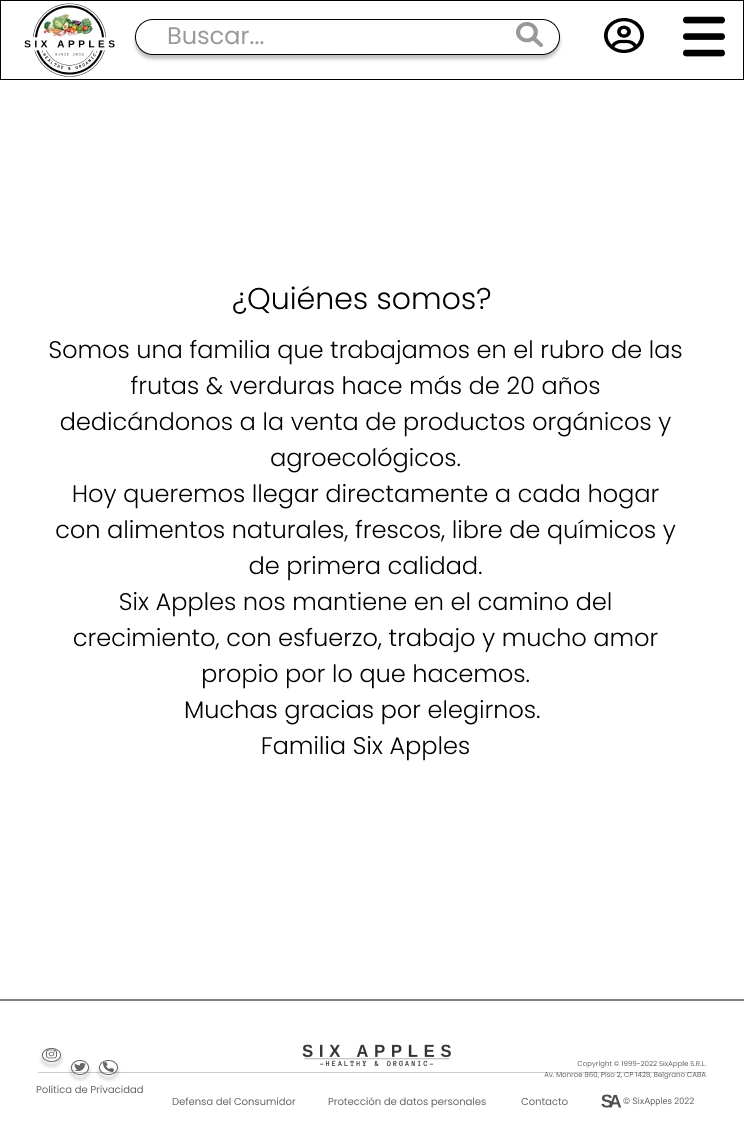 SIX APPLES
SINCE 2022
HEALTHY & ORGANIC
Buscar...
¿Quiénes somos?
Somos una familia que trabajamos en el rubro de las
frutas & verduras hace más de 20 años
dedicándonos a la venta de productos orgánicos y
agroecológicos.
Hoy queremos llegar directamente a cada hogar
con alimentos naturales, frescos, libre de químicos y
de primera calidad.
Six Apples nos mantiene en el camino del
crecimiento, con esfuerzo, trabajo y mucho amor
propio por lo que hacemos.
Muchas gracias por elegirnos.
Familia Six Apples
SIX APPLES
-HEALTHY & ORGANIC-
Copyright © 1999-2022 SixApple S.R.L.
Av. Monroe 860, Piso 2, CP 1428, Belgrano CABA
Política de Privacidad
Defensa del Consumidor
Protección de datos personales
Contacto
SA © SixApples 2022